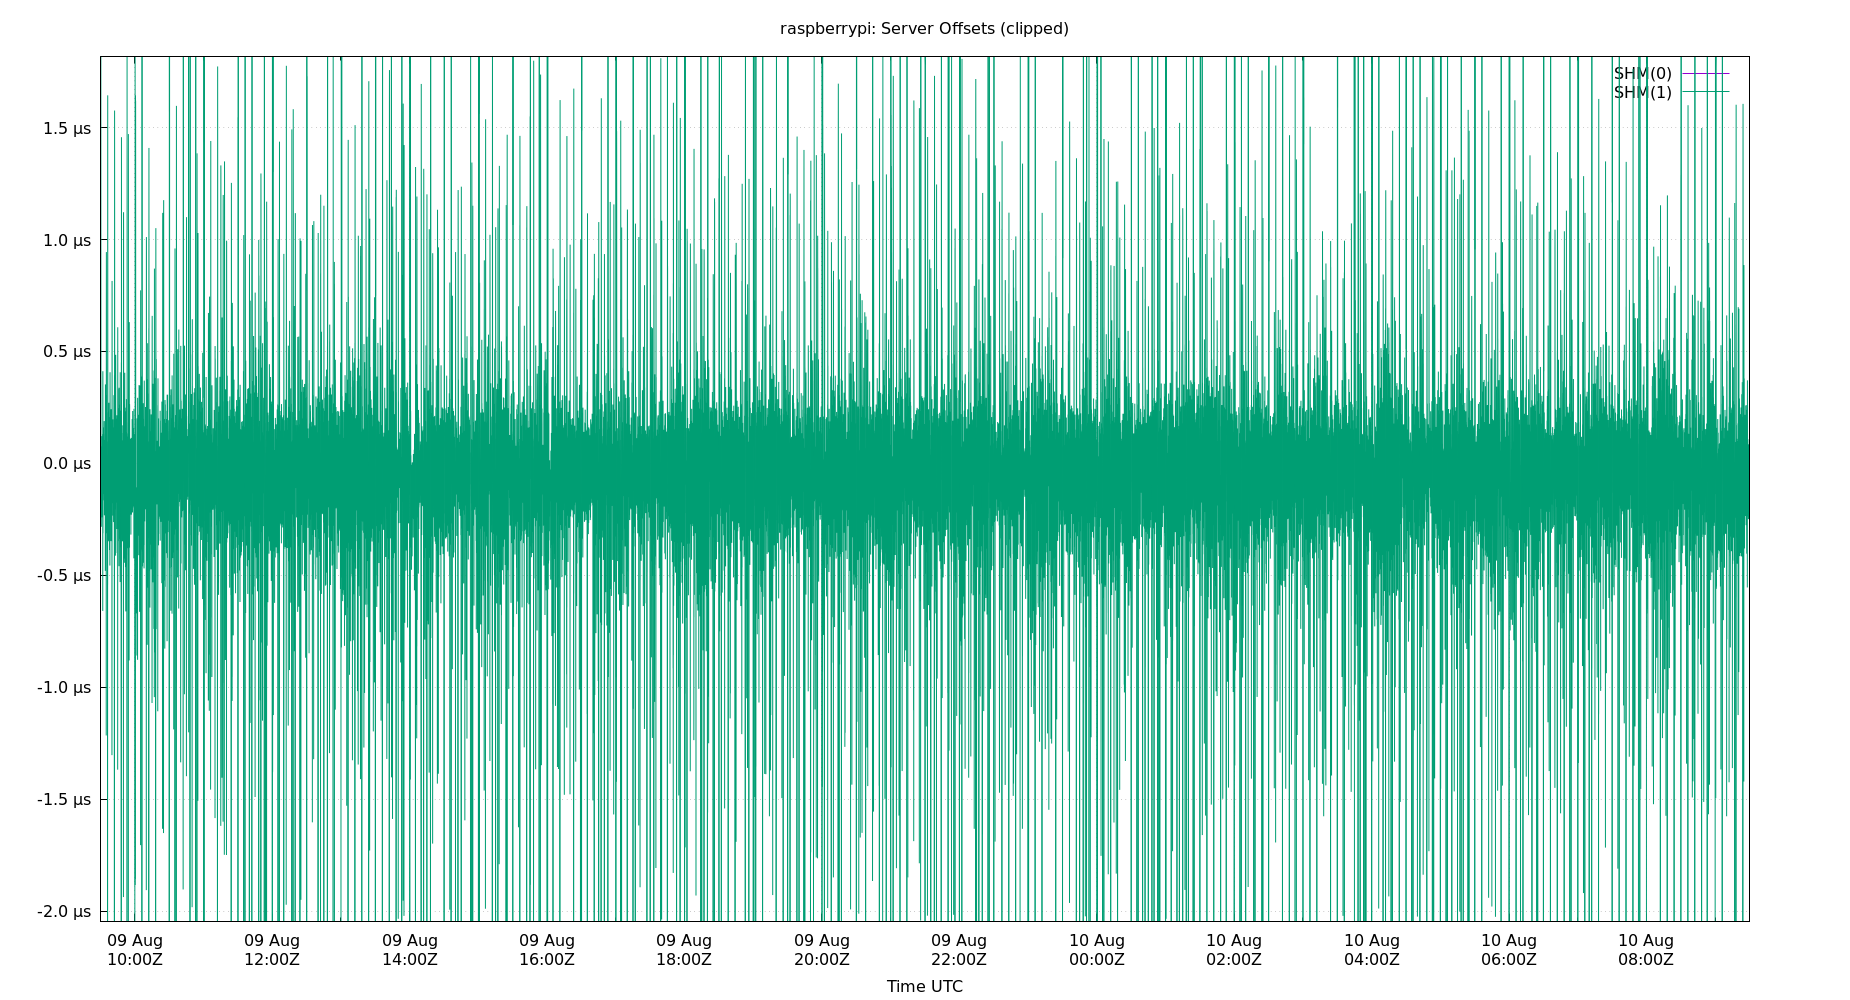 raspberrypi: Server Offsets (clipped)
SHM(0)
SHM(1)
1.5 µs
1.0 µs
0.5 µs
0.0 µs
-0.5 µs
-1.0 µs
-1.5 µs
-2.0 µs
09 Aug 09 Aug 09 Aug 09 Aug 09 Aug 09 Aug 09 Aug 10 Aug 10 Aug 10 Aug 10 Aug 10 Aug
10:00Z 12:00Z 14:00Z 16:00Z 18:00Z 20:00Z 22:00Z 00:00Z 02:00Z 04:00Z 06:00Z 08:00Z
Time UTC